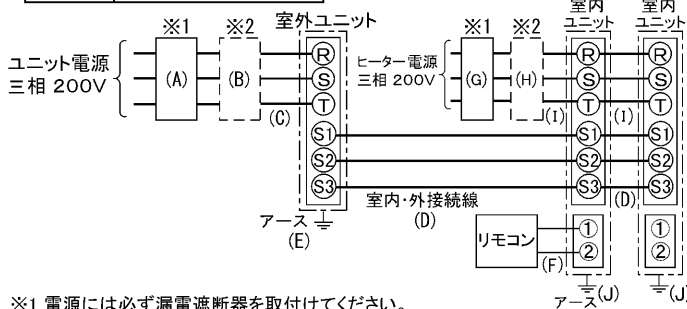 ※1 ※2 室外ユニット ※1 ※2 室内ユニット 室内ユニット
ユニット電源
三相 200V
(A) (B) (C)
R
S
T
S1
S2
S3
ヒーター電源
三相 200V
(G) (H) (I) (I)
R R
S S
T T
S1 S1
S2 S2
S3 S3
室内・外接続線
(D) (D)
アース
(E)
リモコン
(F)
① ①
② ②
アース (J) (J)
※1 電源には必ず漏電遮断器を取付けてください。